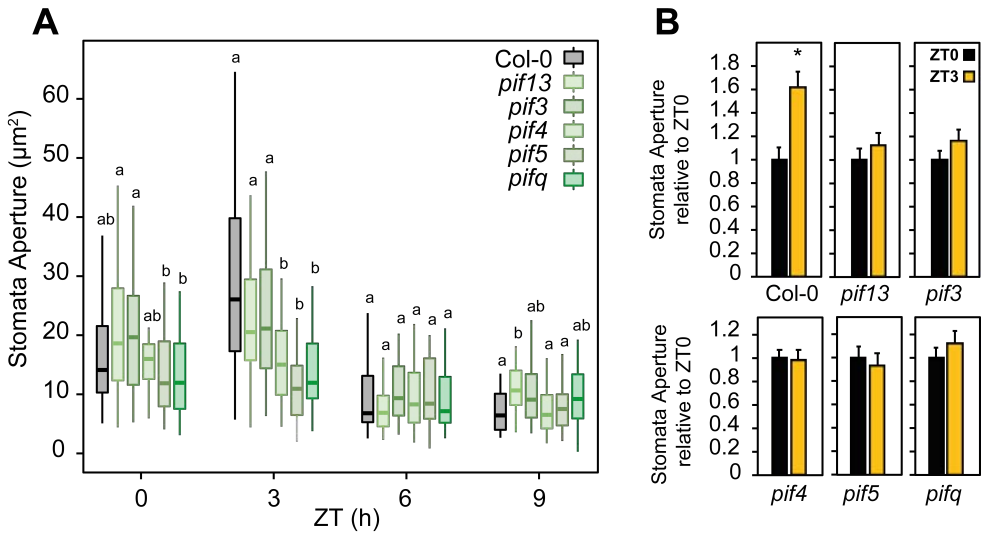 A
Stomata Aperture (µm²)
60
50
40
30
20
10
0
Col-0
pif13
pif3
pif4
pif5
pifq
ab
a
a
ab
b
b
a
a
a
b
b
b
a
a
a
a
a
a
a
b
ab
a
a
ab
0
3
6
9
ZT (h)
B
Stomata Aperture
relative to ZT0
1.8
1.6
1.4
1.2
1
0.8
0.6
0.4
0.2
0
*
ZT0
ZT3
Col-0
pif13
pif3
Stomata Aperture
relative to ZT0
1.2
1
0.8
0.6
0.4
0.2
0
pif4
pif5
pifq